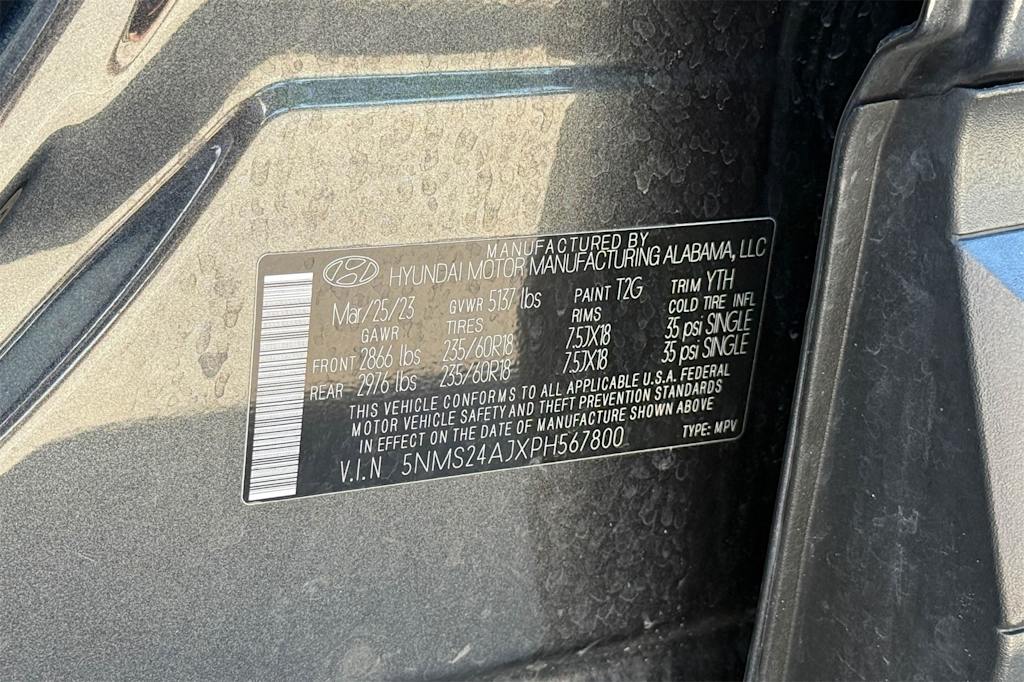 MANUFACTURED BY
HYUNDAI MOTOR MANUFACTURING ALABAMA, LLC
Mar/25/23 GVWR 5137 lbs PAINT T2G TRIM YTH
GAWR TIRES RIMS COLD TIRE INFL
FRONT 2866 lbs 235/60R18 7.5JX18 35 psi SINGLE
REAR 2976 lbs 235/60R18 7.5JX18 35 psi SINGLE
THIS VEHICLE CONFORMS TO ALL APPLICABLE U.S.A. FEDERAL
MOTOR VEHICLE SAFETY AND THEFT PREVENTION STANDARDS
IN EFFECT ON THE DATE OF MANUFACTURE SHOWN ABOVE
V.I.N 5NMS24AJXPH567800 TYPE: MPV